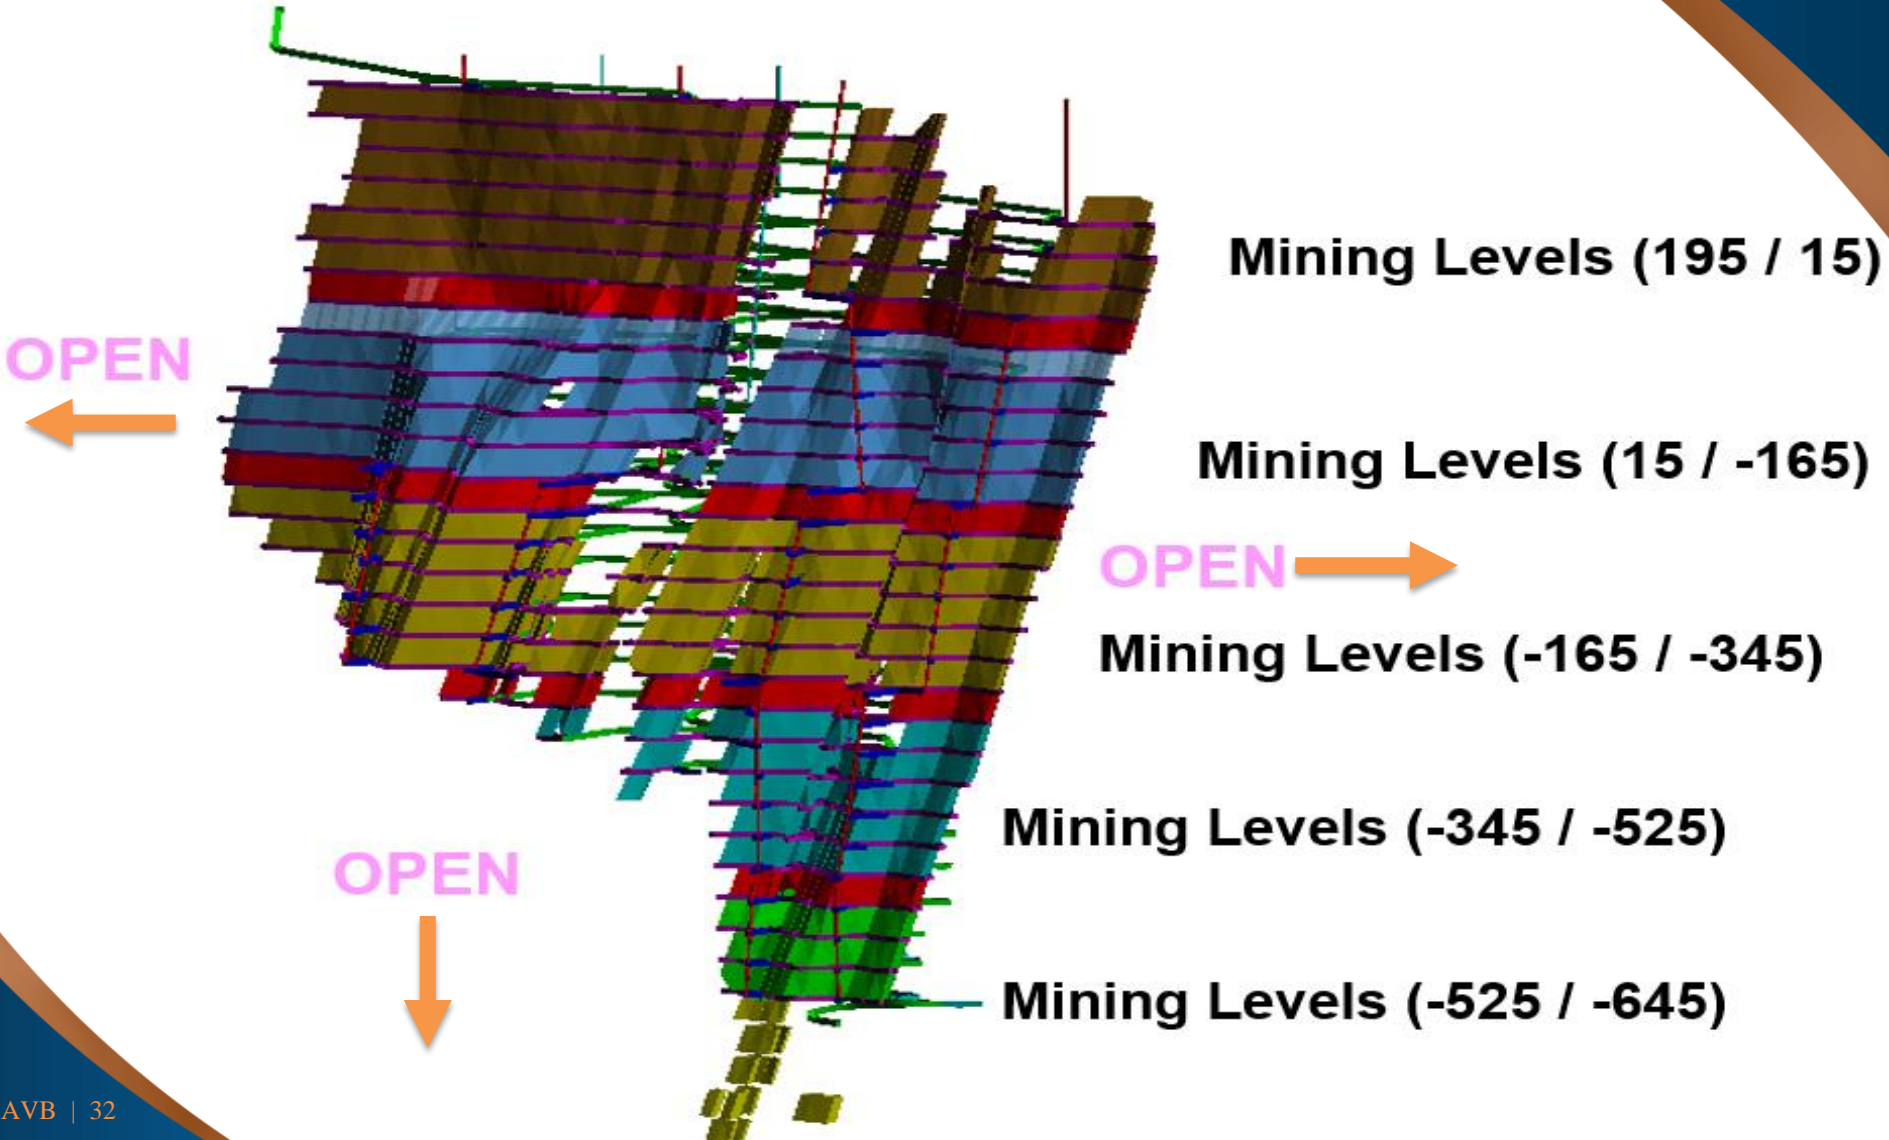 Mining Levels (195 / 15)
OPEN
Mining Levels (15 / -165)
OPEN
Mining Levels (-165 / -345)
Mining Levels (-345 / -525)
OPEN
Mining Levels (-525 / -645)
AVB | 32